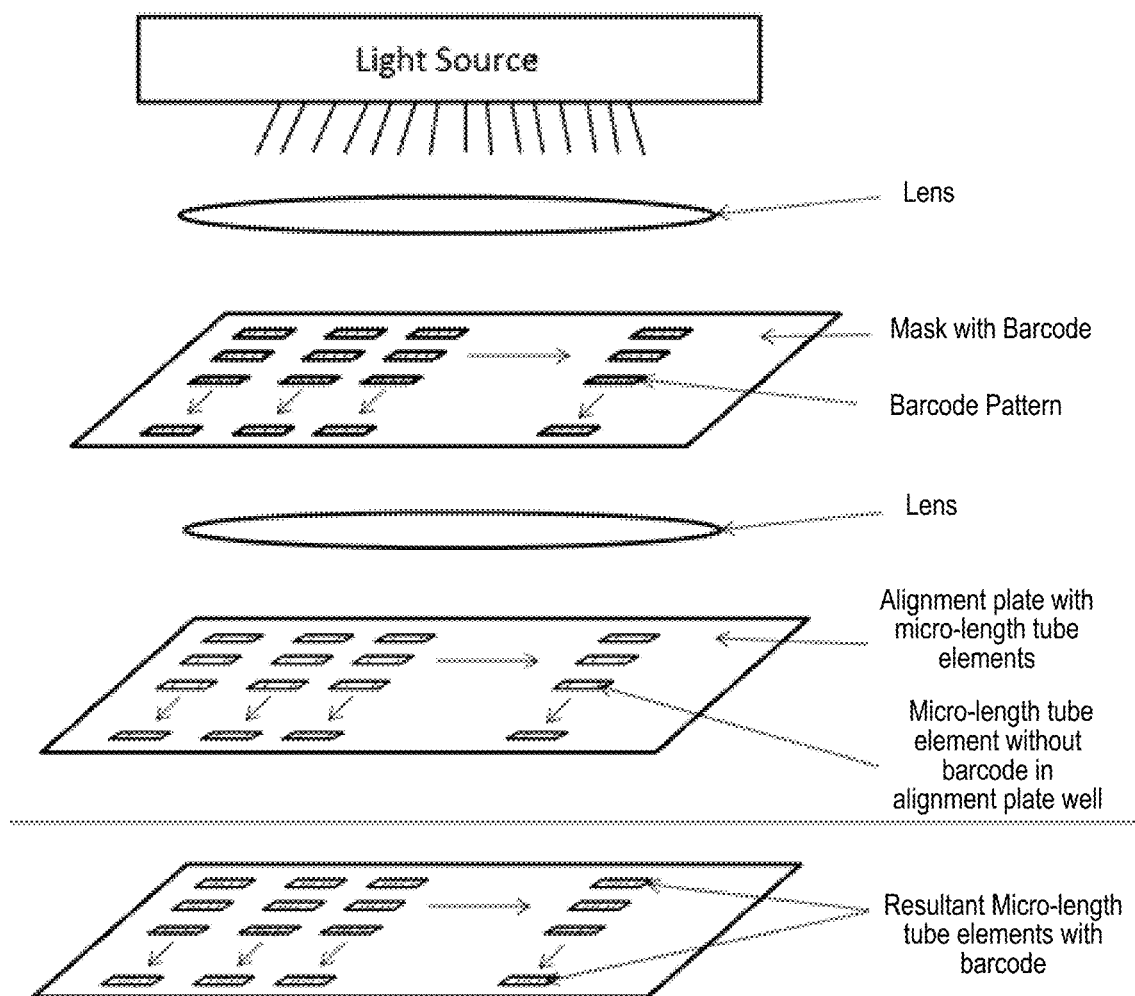 Light Source
Lens
Mask with Barcode
Barcode Pattern
Lens
Alignment plate with
micro-length tube
elements
Micro-length tube
element without
barcode in
alignment plate well
Resultant Micro-length
tube elements with
barcode